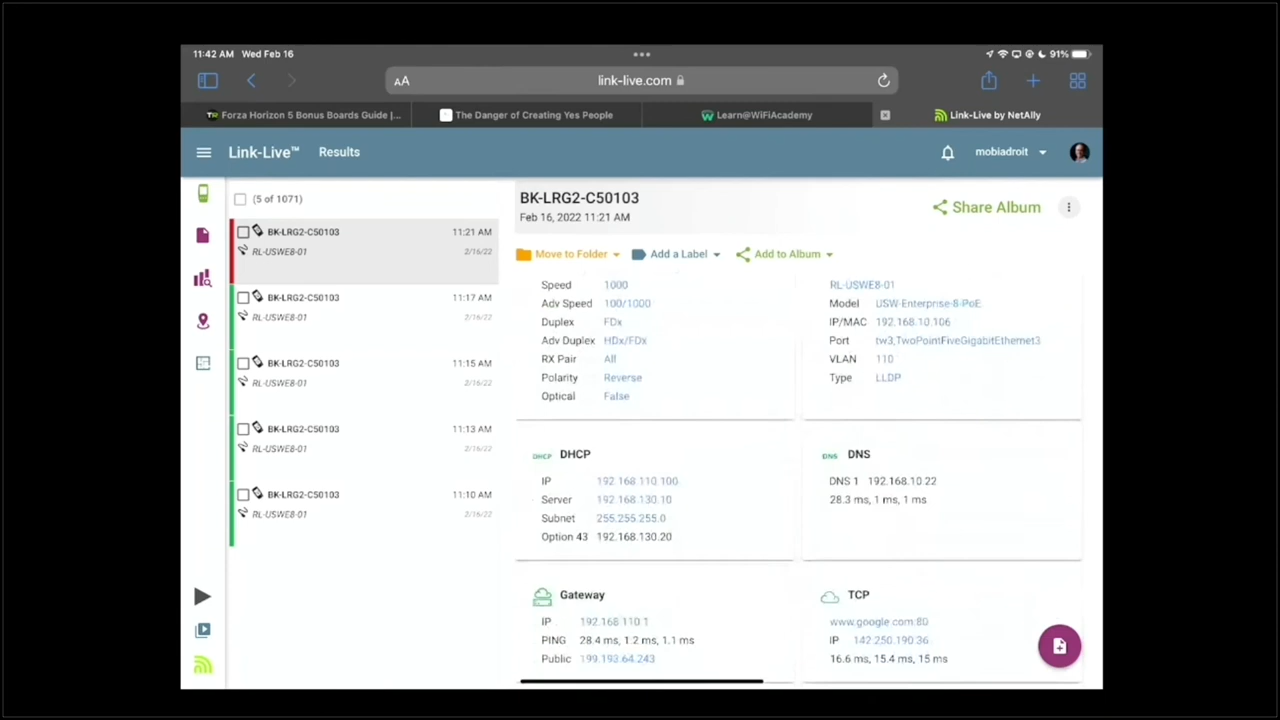 11:42 AM Wed Feb 16
91%
AA
link-live.com
TR Forza Horizon 5 Bonus Boards Guide |...
The Danger of Creating Yes People
Learn@WiFiAcademy
Link-Live by NetAlly
Link-Live™ Results
mobiadroit
(5 of 1071)
BK-LRG2-C50103 11:21 AM
RL-USWE8-01 2/16/22
BK-LRG2-C50103 11:17 AM
RL-USWE8-01 2/16/22
BK-LRG2-C50103 11:15 AM
RL-USWE8-01 2/16/22
BK-LRG2-C50103 11:13 AM
RL-USWE8-01 2/16/22
BK-LRG2-C50103 11:10 AM
RL-USWE8-01 2/16/22
BK-LRG2-C50103
Feb 16, 2022 11:21 AM
Share Album
Move to Folder
Add a Label
Add to Album
Speed 1000
Adv Speed 100/1000
Duplex FDx
Adv Duplex HDx/FDx
RX Pair All
Polarity Reverse
Optical False
RL-USWE8-01
Model USW-Enterprise-8-PoE
IP/MAC 192.168.10.106
Port tw3,TwoPointFiveGigabitEthernet3
VLAN 110
Type LLDP
DHCP DHCP
IP 192.168.110.100
Server 192.168.130.10
Subnet 255.255.255.0
Option 43 192.168.130.20
DNS DNS
DNS 1 192.168.10.22
28.3 ms, 1 ms, 1 ms
Gateway
IP 192.168.110.1
PING 28.4 ms, 1.2 ms, 1.1 ms
Public 199.193.64.243
TCP
www.google.com:80
IP 142.250.190.36
16.6 ms, 15.4 ms, 15 ms